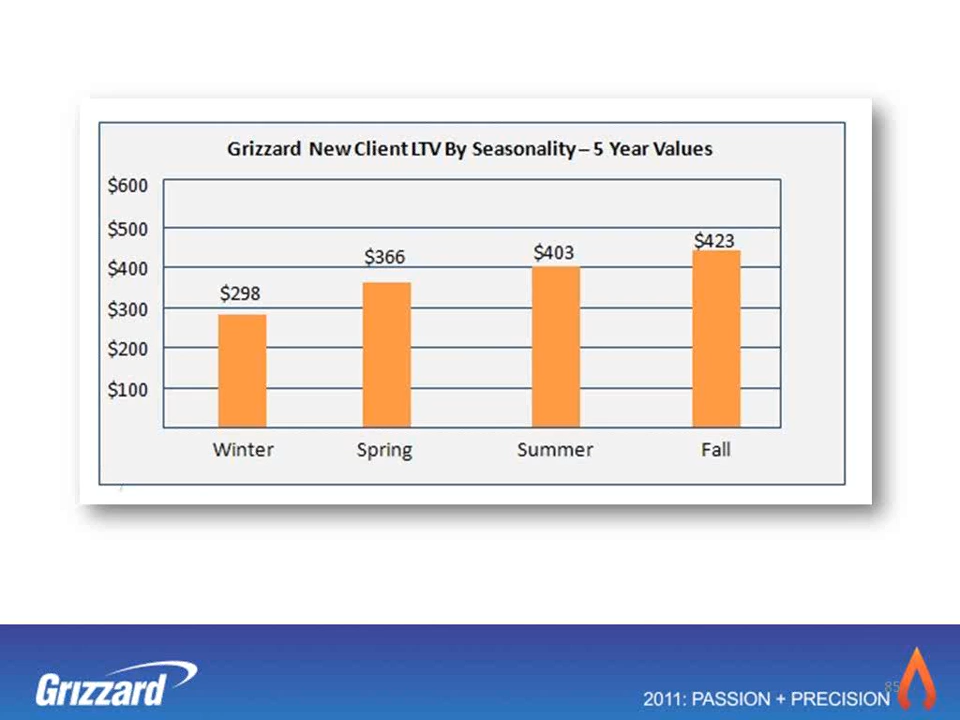 Grizzard New Client LTV By Seasonality – 5 Year Values
$600
$500
$400
$300
$200
$100
$298
$366
$403
$423
Winter Spring Summer Fall
Grizzard
2011: PASSION + PRECISION
85